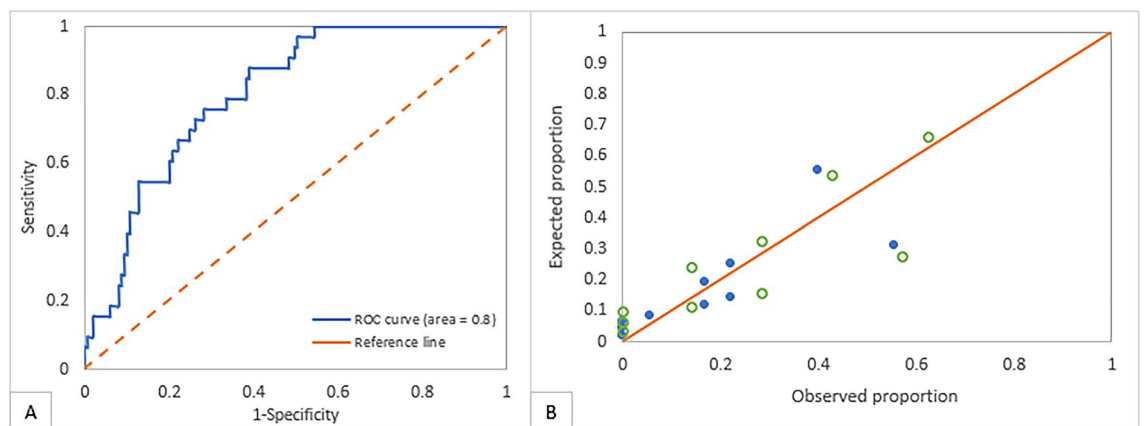 1
0.8
0.6
0.4
0.2
0
Sensitivity
0 0.2 0.4 0.6 0.8 1
1-Specificity
ROC curve (area = 0.8)
Reference line
A
1
0.9
0.8
0.7
0.6
0.5
0.4
0.3
0.2
0.1
0
Expected proportion
0 0.2 0.4 0.6 0.8 1
Observed proportion
B